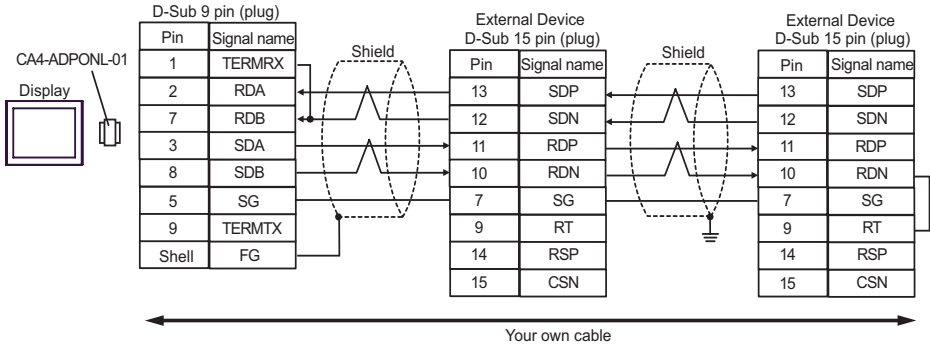 D-Sub 9 pin (plug)
External Device
D-Sub 15 pin (plug)
External Device
D-Sub 15 pin (plug)
CA4-ADPONL-01
Display
Shield
Shield
Pin Signal name
1 TERMRX
2 RDA
7 RDB
3 SDA
8 SDB
5 SG
9 TERMTX
Shell FG
Pin Signal name
13 SDP
12 SDN
11 RDP
10 RDN
7 SG
9 RT
14 RSP
15 CSN
Pin Signal name
13 SDP
12 SDN
11 RDP
10 RDN
7 SG
9 RT
14 RSP
15 CSN
Your own cable